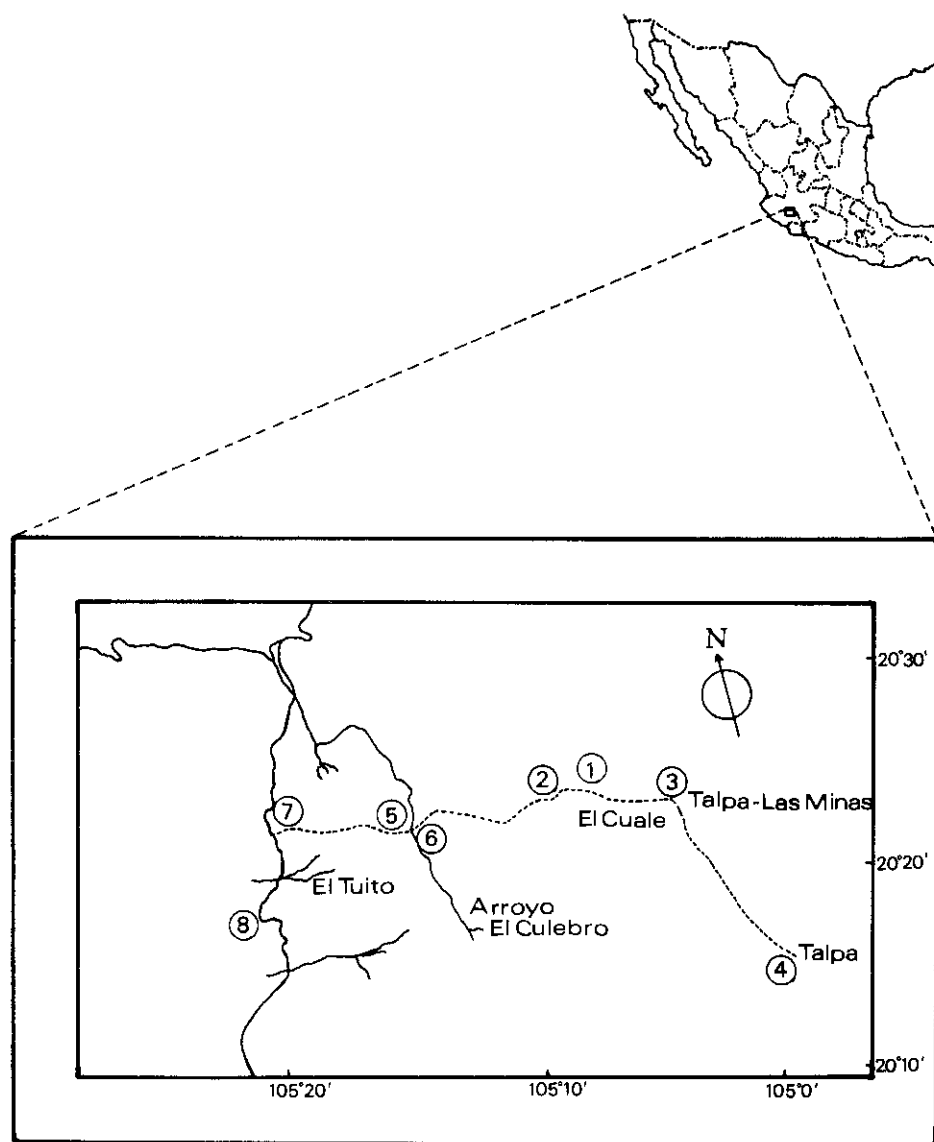 N
20°30'
7
5
6
2
1
3
El Cuale
Talpa-Las Minas
20°20'
El Tuito
8
Arroyo
El Culebro
4
Talpa
20°10'
105°20'
105°10'
105°0'